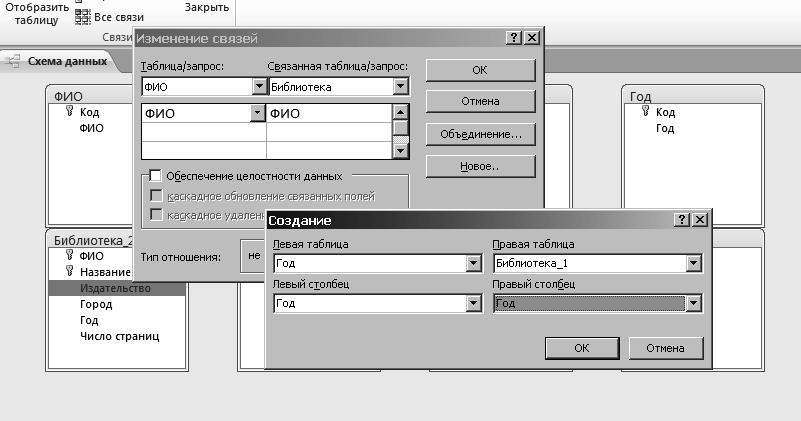 Отобразить
таблицу
Все связи
Закрыть
Связи
Схема данных
Изменение связей
Таблица/запрос:
Связанная таблица/запрос:
ФИО
Библиотека
ФИО
ФИО
Обеспечение целостности данных
каскадное обновление связанных полей
каскадное удален
Тип отношения:
не
ОК
Отмена
Объединение...
Новое..
ФИО
Код
ФИО
Год
Код
Год
Библиотека_2
ФИО
Название
Издательство
Город
Год
Число страниц
Создание
Левая таблица
Правая таблица
Год
Библиотека_1
Левый столбец
Правый столбец
Год
Год
ОК
Отмена